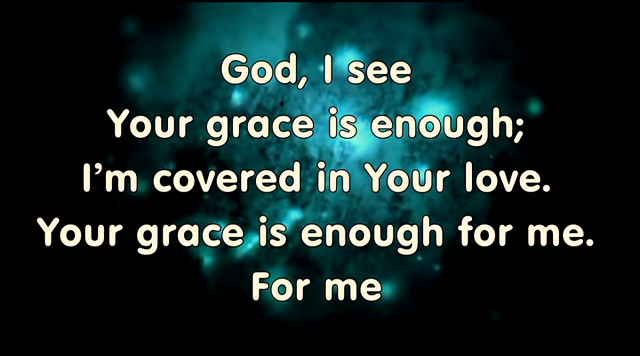 God, I see
Your grace is enough;
I’m covered in Your love.
Your grace is enough for me.
For me